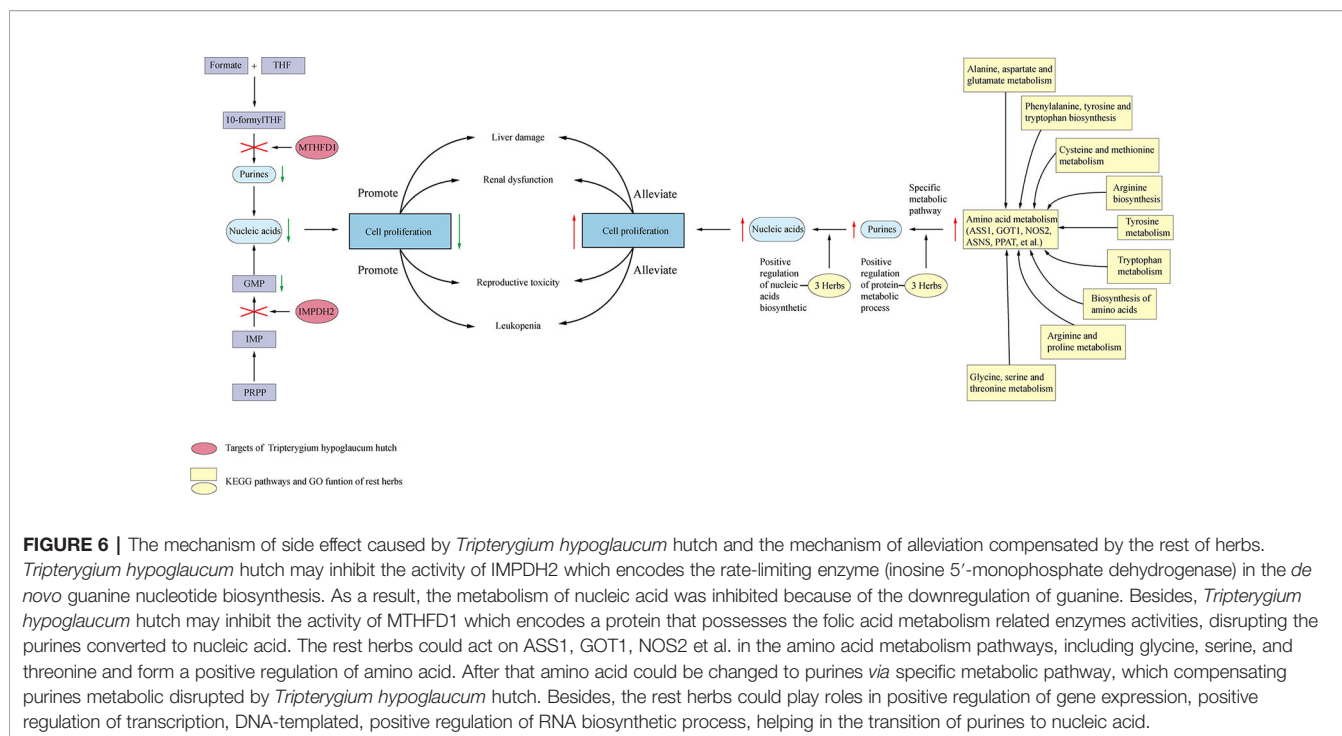 Formate + THF
10-formylTHF
MTHFD1
Purines
Nucleic acids
GMP
IMPDH2
IMP
PRPP
Promote
Cell proliferation
Promote
Liver damage
Renal dysfunction
Reproductive toxicity
Leukopenia
Alleviate
Cell proliferation
Alleviate
Nucleic acids
Positive
regulation
of nucleic
acids
biosynthetic
3 Herbs
Purines
Positive
regulation
of protein
metabolic
process
3 Herbs
Specific
metabolic
pathway
Amino acid metabolism
(ASS1, GOT1, NOS2,
ASNS, PPAT, et al.)
Alanine, aspartate and
glutamate metabolism
Phenylalanine, tyrosine and
tryptophan biosynthesis
Cysteine and methionine
metabolism
Arginine
biosynthesis
Tyrosine
metabolism
Tryptophan
metabolism
Biosynthesis of
amino acids
Arginine and
proline metabolism
Glycine, serine and
threonine metabolism
Targets of Tripterygium hypoglaucum hutch
KEGG pathways and GO funtion of rest herbs
FIGURE 6 | The mechanism of side effect caused by Tripterygium hypoglaucum hutch and the mechanism of alleviation compensated by the rest of herbs.
Tripterygium hypoglaucum hutch may inhibit the activity of IMPDH2 which encodes the rate-limiting enzyme (inosine 5′-monophosphate dehydrogenase) in the de
novo guanine nucleotide biosynthesis. As a result, the metabolism of nucleic acid was inhibited because of the downregulation of guanine. Besides, Tripterygium
hypoglaucum hutch may inhibit the activity of MTHFD1 which encodes a protein that possesses the folic acid metabolism related enzymes activities, disrupting the
purines converted to nucleic acid. The rest herbs could act on ASS1, GOT1, NOS2 et al. in the amino acid metabolism pathways, including glycine, serine, and
threonine and form a positive regulation of amino acid. After that amino acid could be changed to purines via specific metabolic pathway, which compensating
purines metabolic disrupted by Tripterygium hypoglaucum hutch. Besides, the rest herbs could play roles in positive regulation of gene expression, positive
regulation of transcription, DNA-templated, positive regulation of RNA biosynthetic process, helping in the transition of purines to nucleic acid.